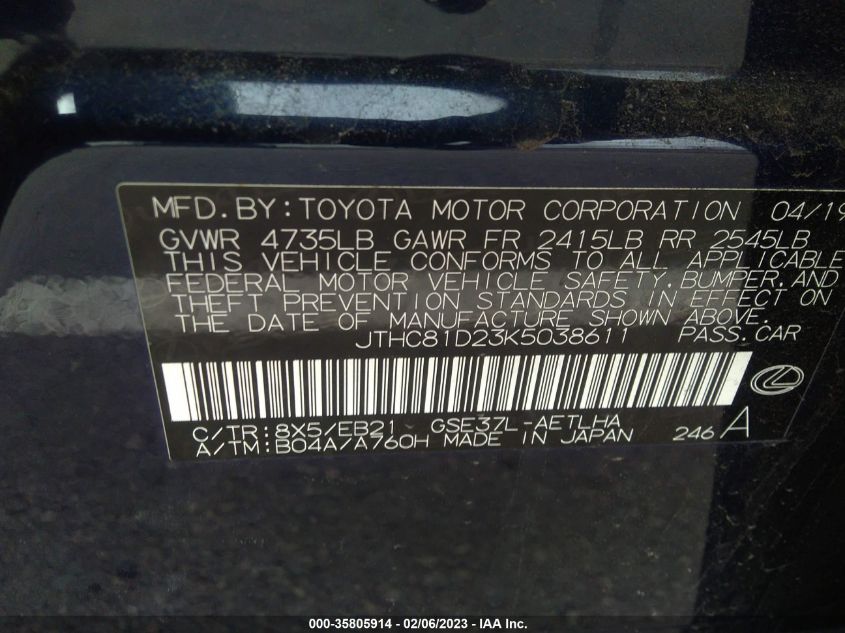 MFD.BY:TOYOTA MOTOR CORPORATION 04/19
GVWR 4735LB GAWR FR 2415LB RR 2545LB
THIS VEHICLE CONFORMS TO ALL APPLICABLE
FEDERAL MOTOR VEHICLE SAFETY,BUMPER,AND
THEFT PREVENTION STANDARDS IN EFFECT ON
THE DATE OF MANUFACTURE SHOWN ABOVE.
JTHC81D23K5038611 PASS.CAR
C/TR:8X5/EB21 GSE37L-AETLHA
A/TM:B04A/A760H MADE IN JAPAN 246 A
000-35805914 - 02/06/2023 - © IAA, Inc.